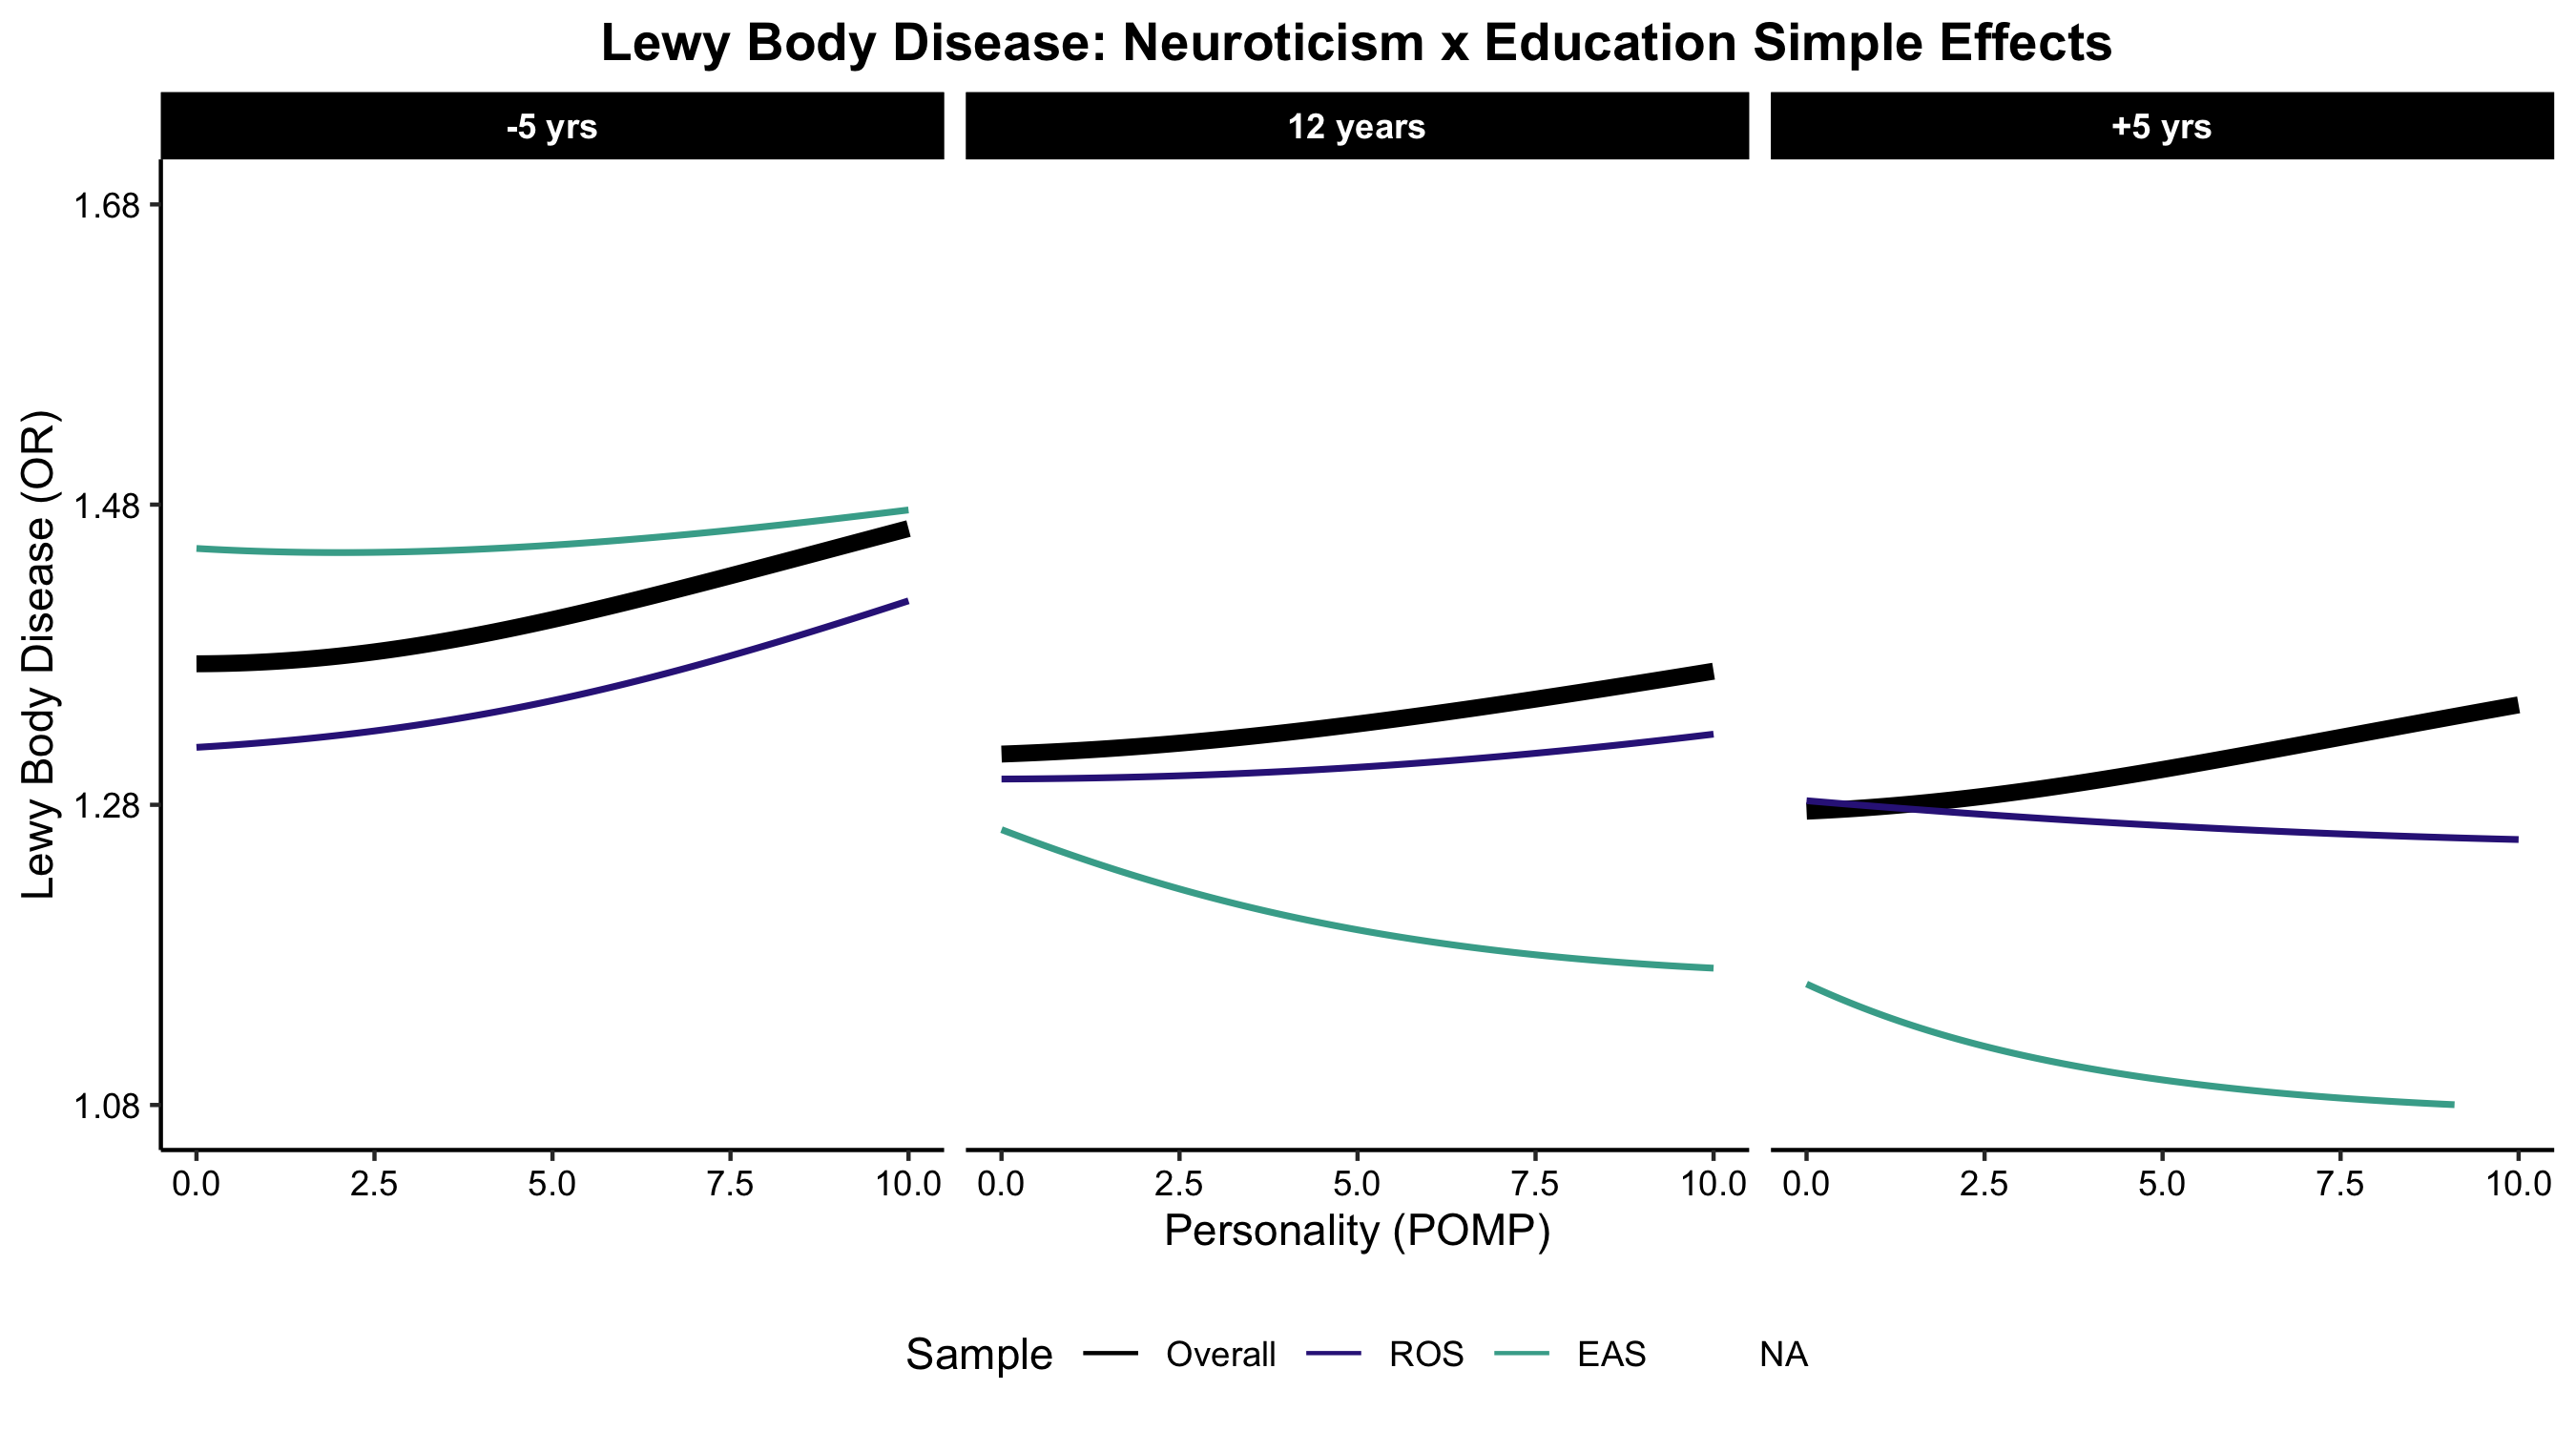 Lewy Body Disease: Neuroticism x Education Simple Effects
-5 yrs
12 years
+5 yrs
Lewy Body Disease (OR)
1.68
1.48
1.28
1.08
0.0 2.5 5.0 7.5 10.0
0.0 2.5 5.0 7.5 10.0
0.0 2.5 5.0 7.5 10.0
Personality (POMP)
Sample Overall ROS EAS NA